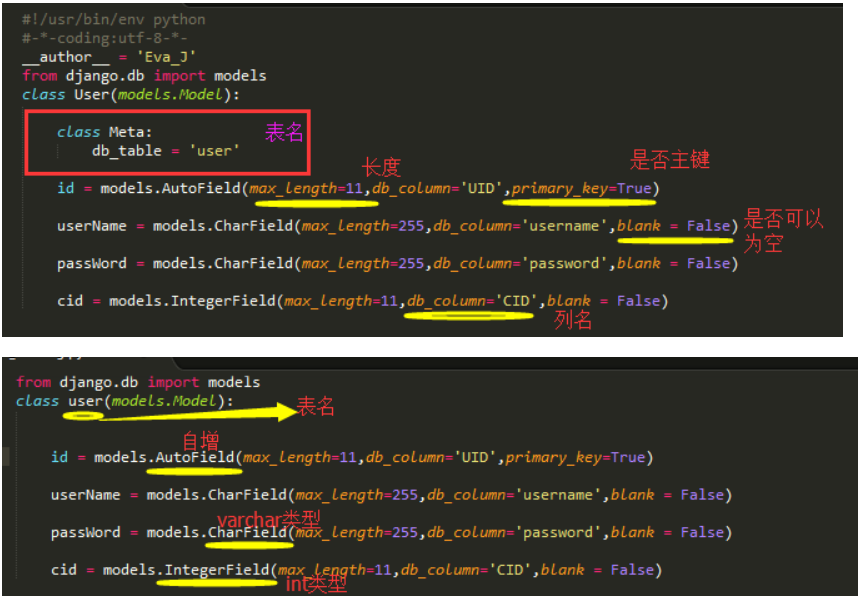 #!/usr/bin/env python
#-*-coding:utf-8-*-
__author__ = 'Eva_J'
from django.db import models
class User(models.Model):
class Meta: 表名
db_table = 'user'
长度 是否主键
id = models.AutoField(max_length=11,db_column='UID',primary_key=True)
userName = models.CharField(max_length=255,db_column='username',blank = False) 是否可以
为空
passWord = models.CharField(max_length=255,db_column='password',blank = False)
cid = models.IntegerField(max_length=11,db_column='CID',blank = False)
列名
from django.db import models
class user(models.Model):
表名
自增
id = models.AutoField(max_length=11,db_column='UID',primary_key=True)
userName = models.CharField(max_length=255,db_column='username',blank = False)
varchar类型
passWord = models.CharField(max_length=255,db_column='password',blank = False)
cid = models.IntegerField(max_length=11,db_column='CID',blank = False)
int类型